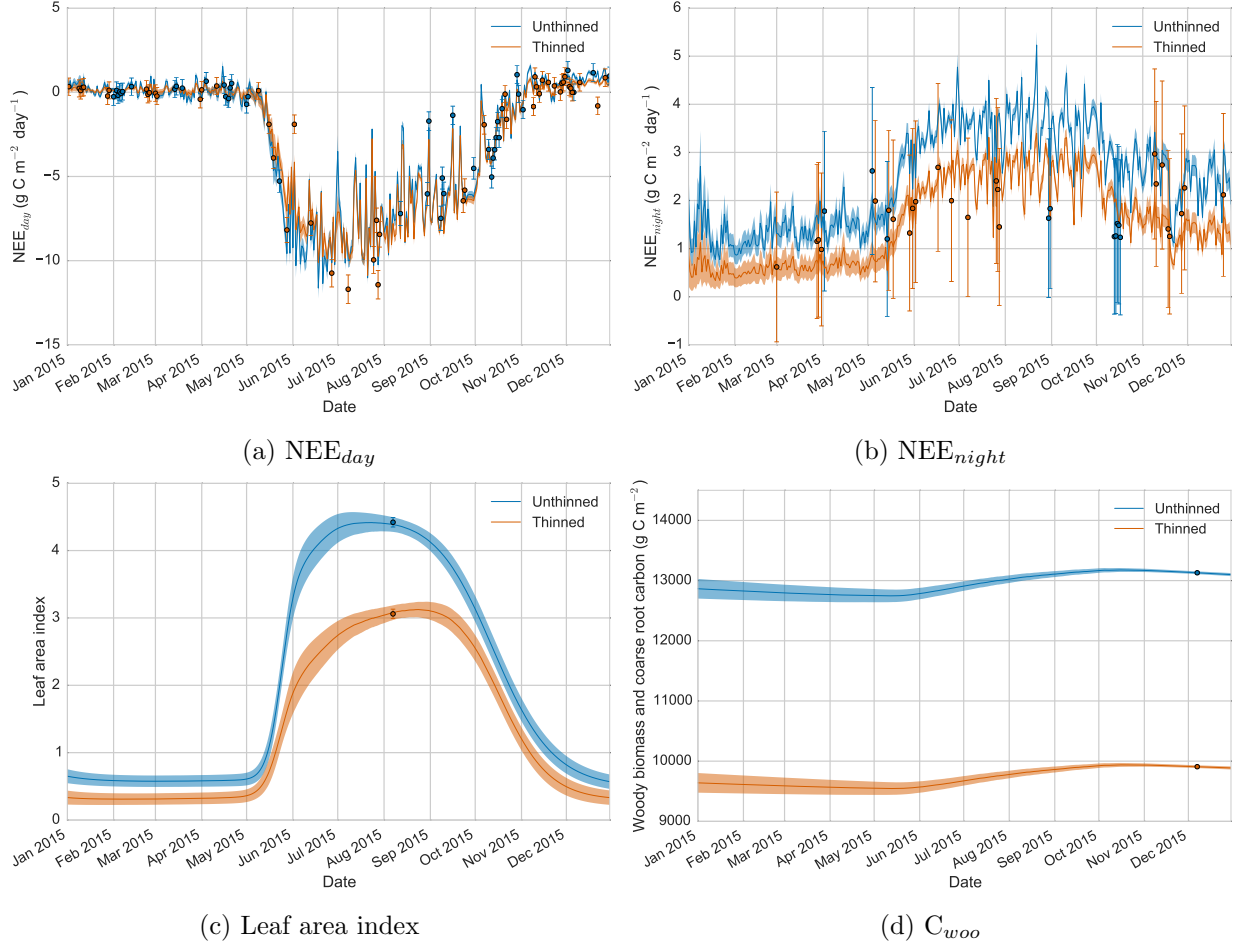 Unthinned
Thinned
NEE_day (g C m⁻² day⁻¹)
5
0
−5
−10
−15
Jan 2015
Feb 2015
Mar 2015
Apr 2015
May 2015
Jun 2015
Jul 2015
Aug 2015
Sep 2015
Oct 2015
Nov 2015
Dec 2015
Date
(a) NEE_day
Unthinned
Thinned
NEE_night (g C m⁻² day⁻¹)
6
5
4
3
2
1
0
−1
Jan 2015
Feb 2015
Mar 2015
Apr 2015
May 2015
Jun 2015
Jul 2015
Aug 2015
Sep 2015
Oct 2015
Nov 2015
Dec 2015
Date
(b) NEE_night
Unthinned
Thinned
Leaf area index
5
4
3
2
1
0
Jan 2015
Feb 2015
Mar 2015
Apr 2015
May 2015
Jun 2015
Jul 2015
Aug 2015
Sep 2015
Oct 2015
Nov 2015
Dec 2015
Date
(c) Leaf area index
Unthinned
Thinned
Woody biomass and coarse root carbon (g C m⁻²)
14000
13000
12000
11000
10000
9000
Jan 2015
Feb 2015
Mar 2015
Apr 2015
May 2015
Jun 2015
Jul 2015
Aug 2015
Sep 2015
Oct 2015
Nov 2015
Dec 2015
Date
(d) C_woo